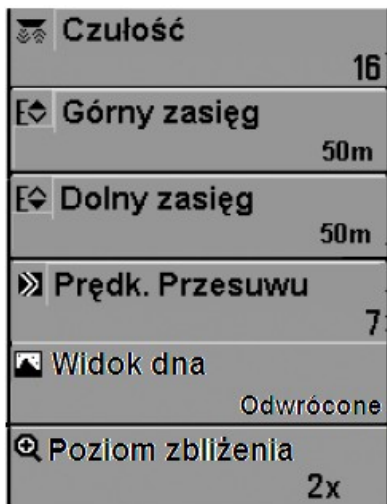 Czułość
16
Górny zasięg
50m
Dolny zasięg
50m
Prędk. Przesuwu
7
Widok dna
Odwrócone
Poziom zbliżenia
2x